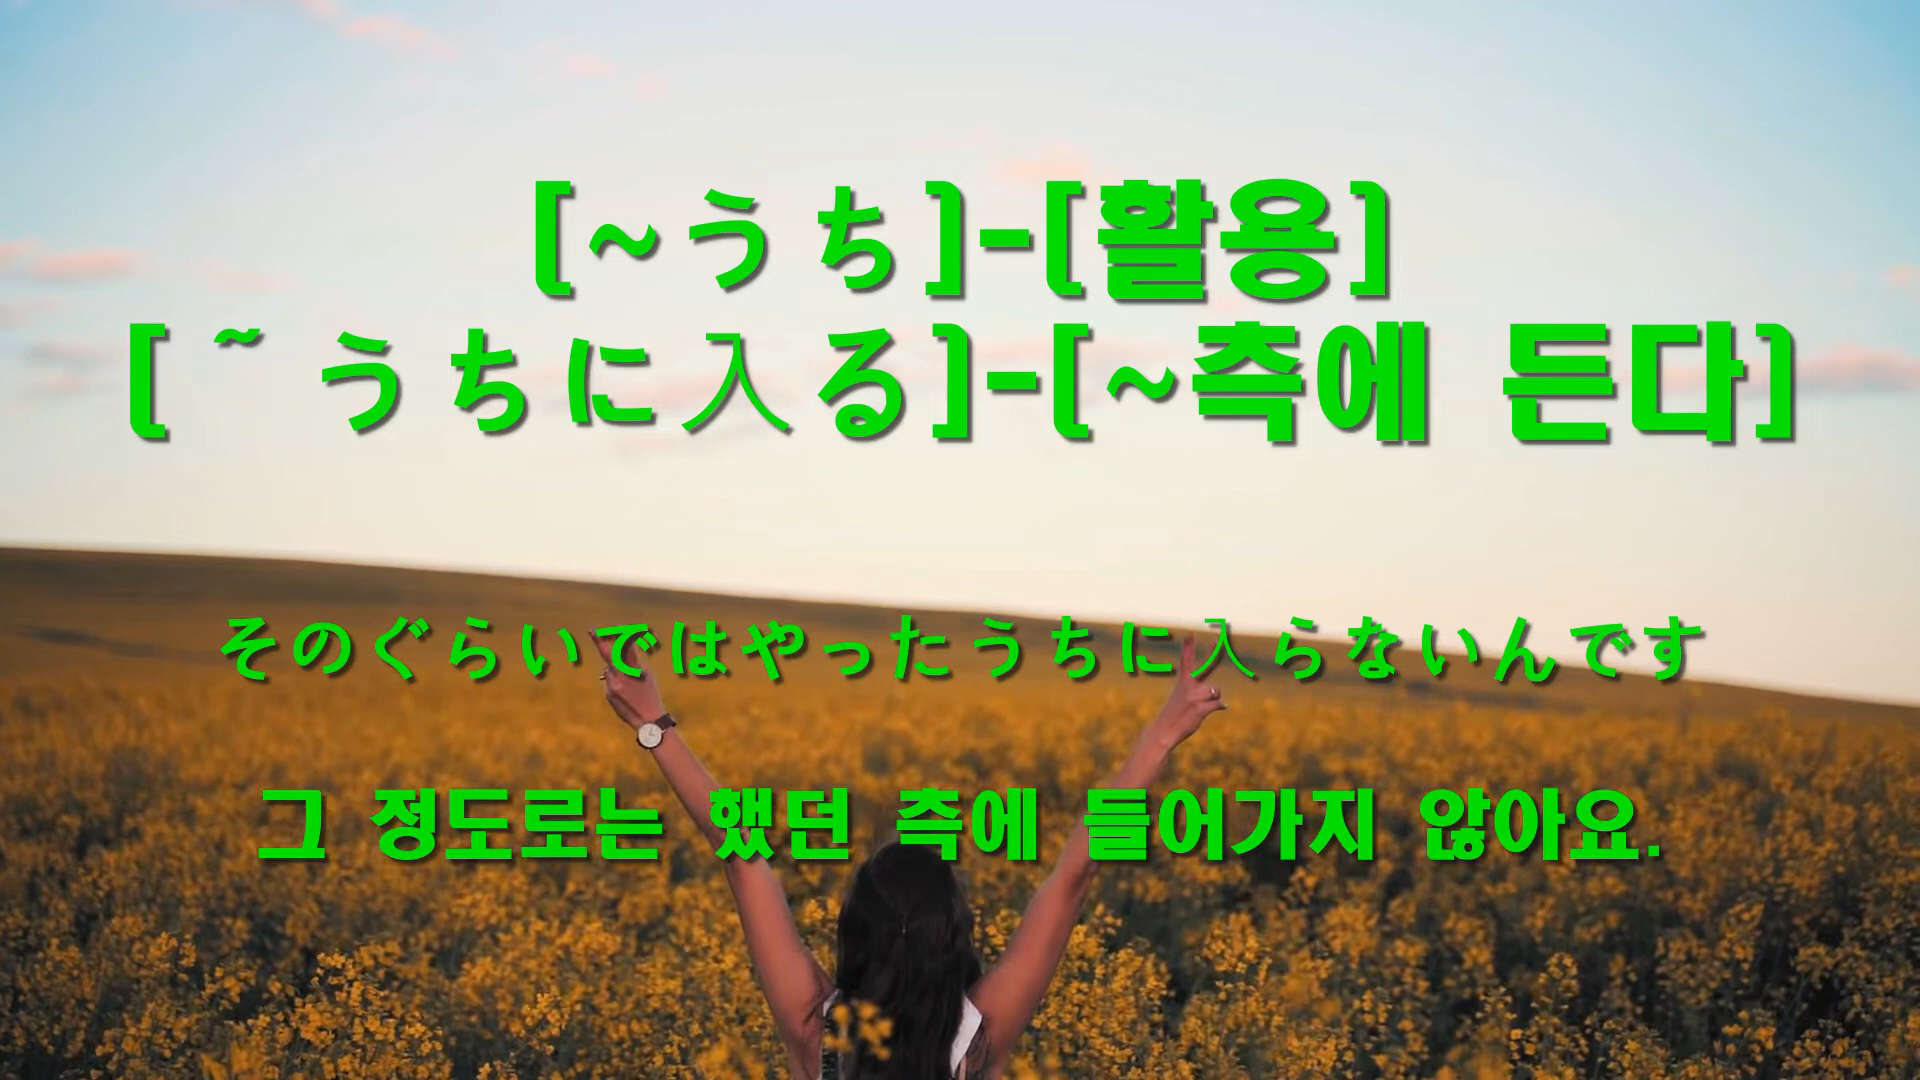 [~うち]-[활용]
[ ˜ うちに入る]-[~측에 든다]
そのぐらいではやったうちに入らないんです
그 정도로는 했던 측에 들어가지 않아요.